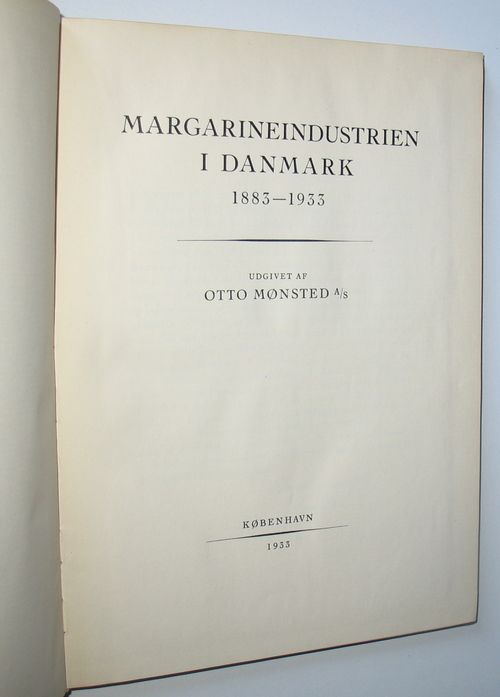 MARGARINEINDUSTRIEN
I DANMARK
1883—1933
UDGIVET AF
OTTO MØNSTED A/S
KØBENHAVN
1933